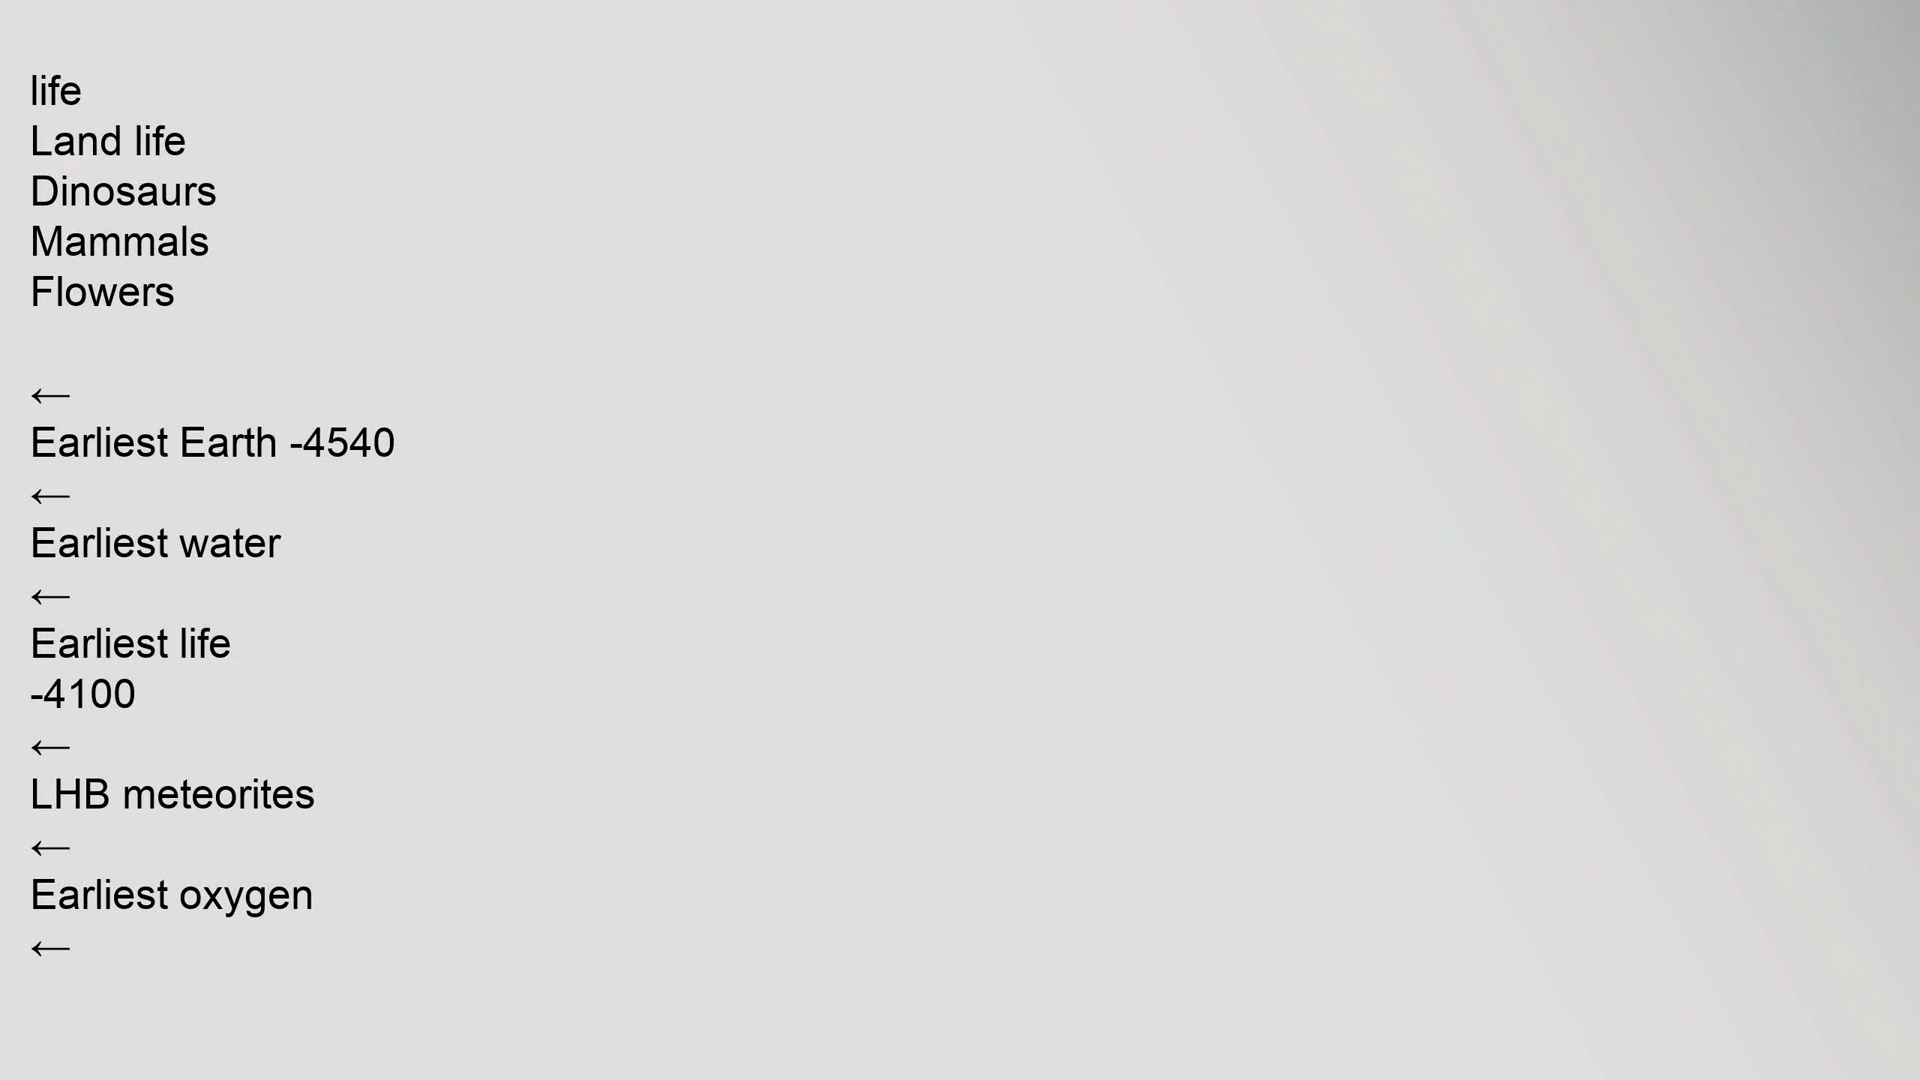 life
Land life
Dinosaurs
Mammals
Flowers
←
Earliest Earth -4540
←
Earliest water
←
Earliest life
-4100
←
LHB meteorites
←
Earliest oxygen
←